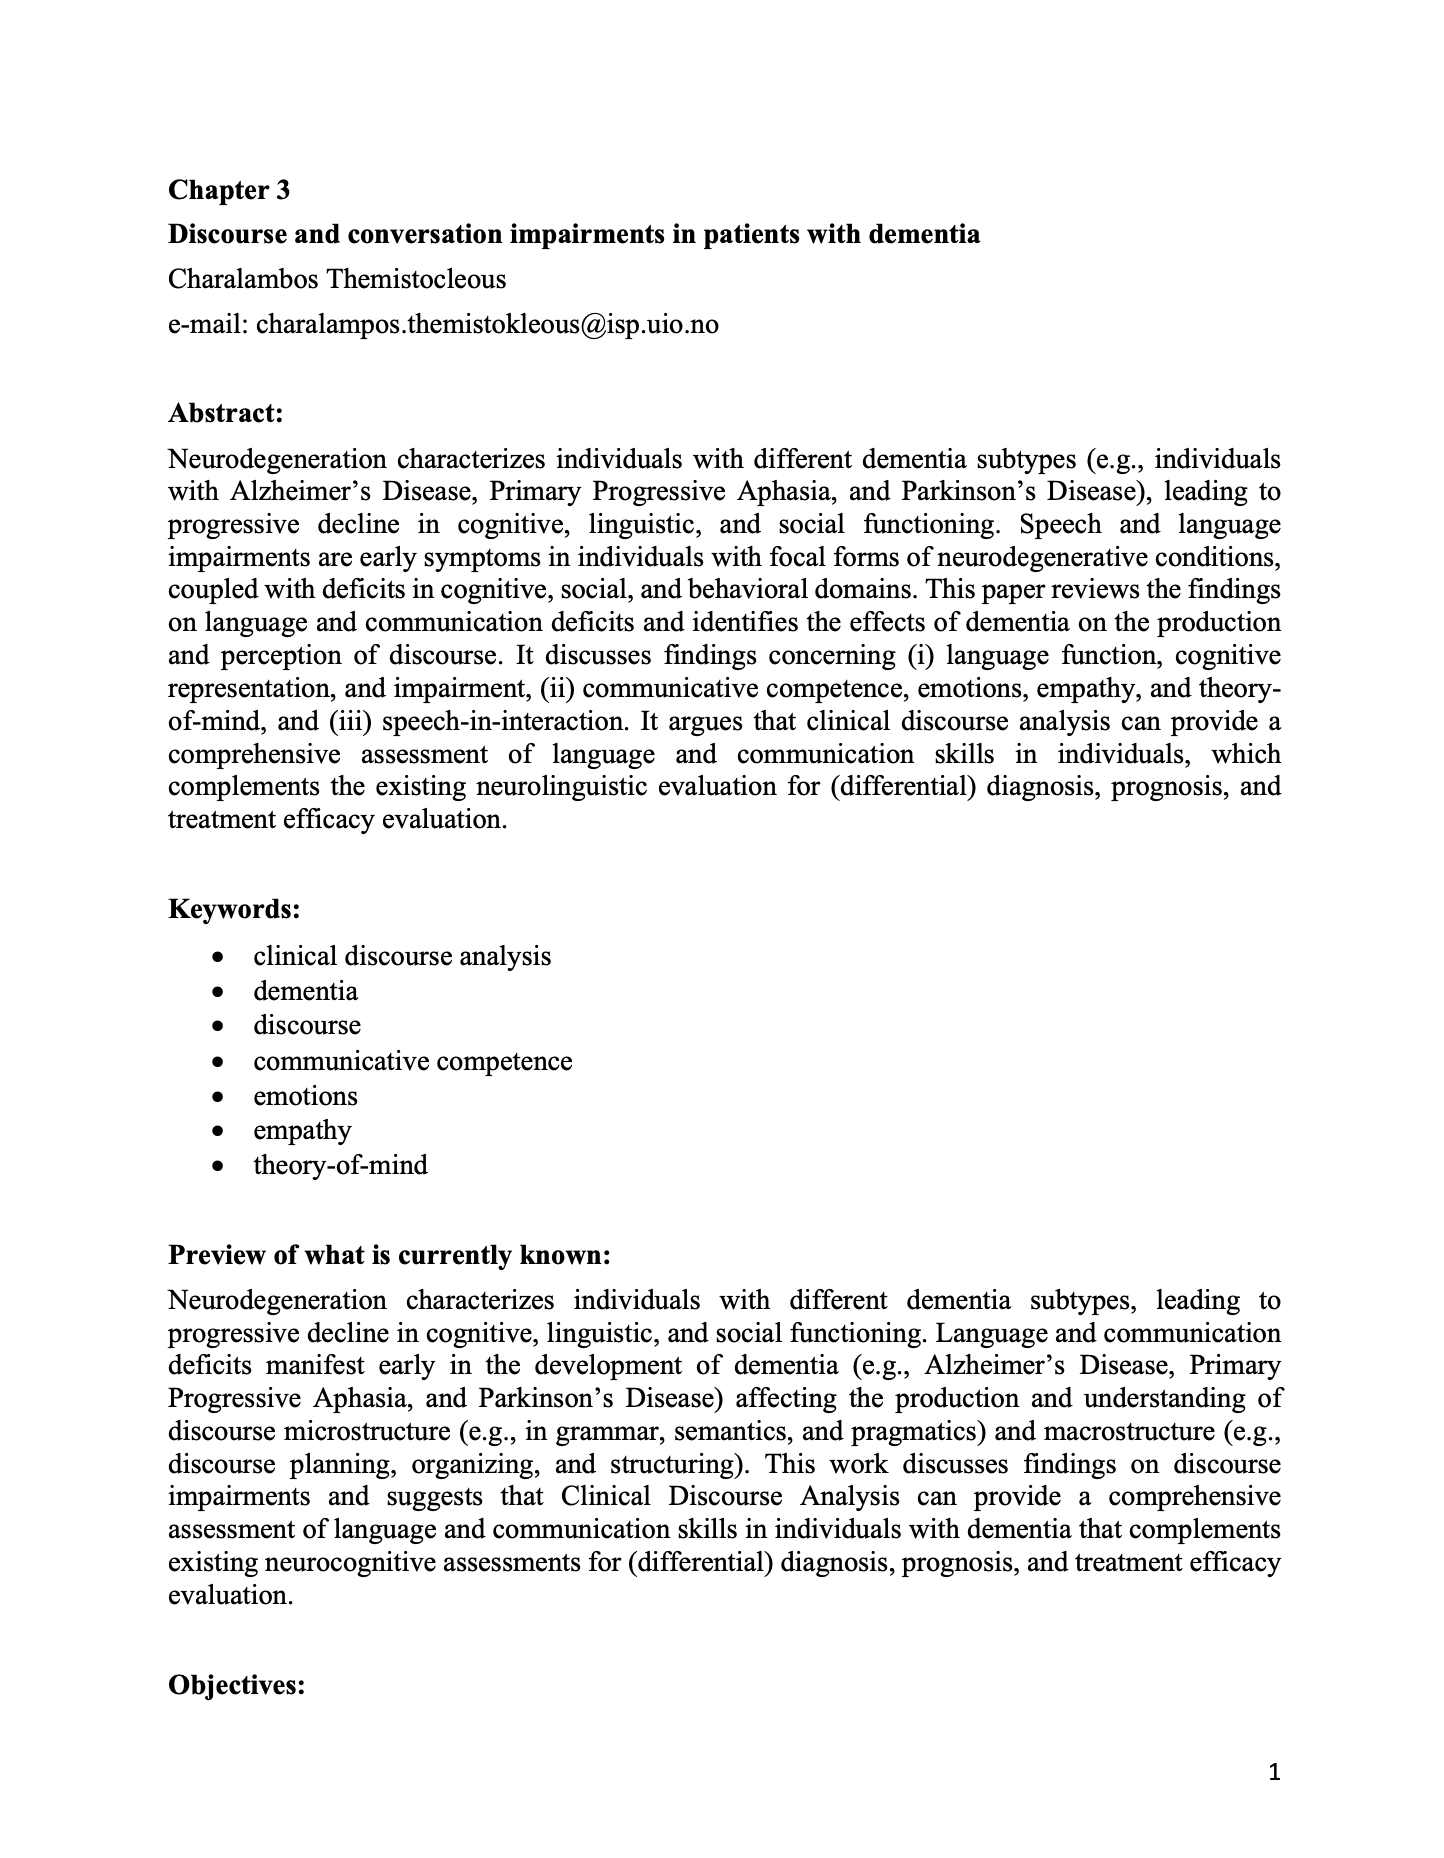 Chapter 3
Discourse and conversation impairments in patients with dementia
Charalambos Themistocleous
e-mail: charalampos.themistokleous@isp.uio.no
Abstract:
Neurodegeneration characterizes individuals with different dementia subtypes (e.g., individuals
with Alzheimer’s Disease, Primary Progressive Aphasia, and Parkinson’s Disease), leading to
progressive decline in cognitive, linguistic, and social functioning. Speech and language
impairments are early symptoms in individuals with focal forms of neurodegenerative conditions,
coupled with deficits in cognitive, social, and behavioral domains. This paper reviews the findings
on language and communication deficits and identifies the effects of dementia on the production
and perception of discourse. It discusses findings concerning (i) language function, cognitive
representation, and impairment, (ii) communicative competence, emotions, empathy, and theory-
of-mind, and (iii) speech-in-interaction. It argues that clinical discourse analysis can provide a
comprehensive assessment of language and communication skills in individuals, which
complements the existing neurolinguistic evaluation for (differential) diagnosis, prognosis, and
treatment efficacy evaluation.
Keywords:
• clinical discourse analysis
• dementia
• discourse
• communicative competence
• emotions
• empathy
• theory-of-mind
Preview of what is currently known:
Neurodegeneration characterizes individuals with different dementia subtypes, leading to
progressive decline in cognitive, linguistic, and social functioning. Language and communication
deficits manifest early in the development of dementia (e.g., Alzheimer’s Disease, Primary
Progressive Aphasia, and Parkinson’s Disease) affecting the production and understanding of
discourse microstructure (e.g., in grammar, semantics, and pragmatics) and macrostructure (e.g.,
discourse planning, organizing, and structuring). This work discusses findings on discourse
impairments and suggests that Clinical Discourse Analysis can provide a comprehensive
assessment of language and communication skills in individuals with dementia that complements
existing neurocognitive assessments for (differential) diagnosis, prognosis, and treatment efficacy
evaluation.
Objectives:
1